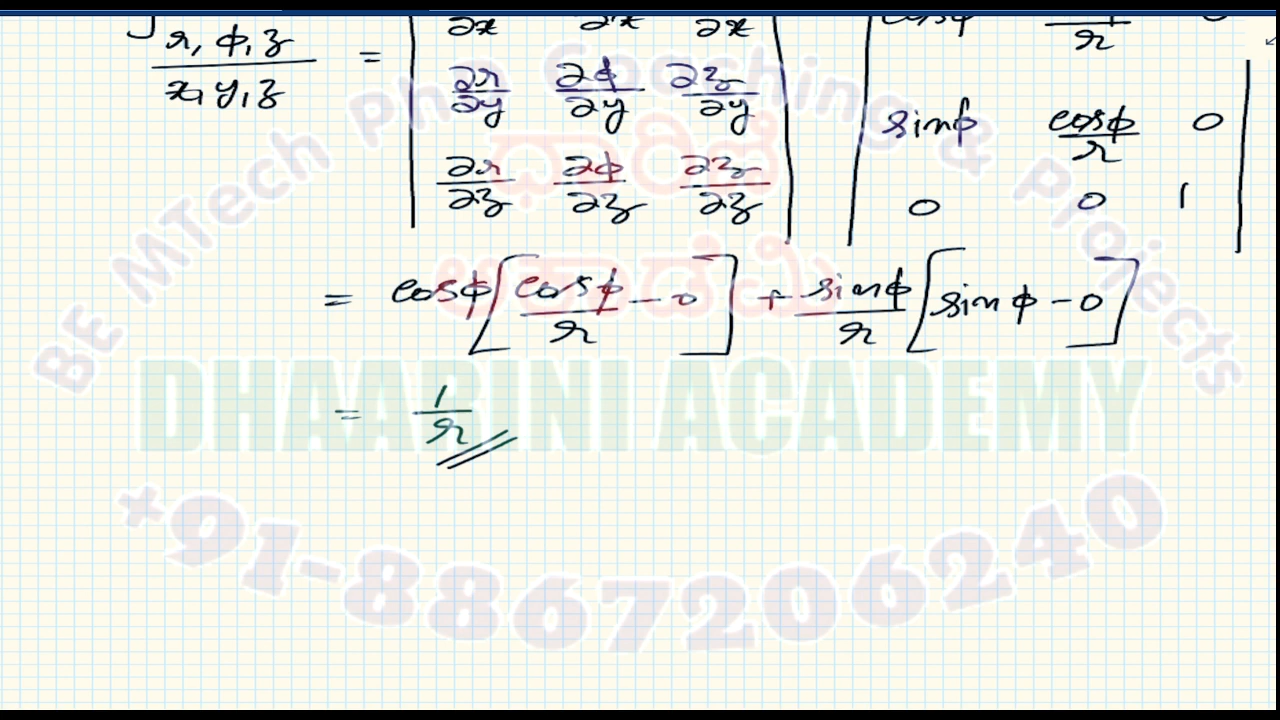 J r, φ, z / x, y, z = | ∂x ∂x ∂x | | cosφ r 0 |
∂r/∂y ∂φ/∂y ∂z/∂y sinφ cosφ/r 0
∂r/∂z ∂φ/∂z ∂z/∂z 0 0 1
= cosφ [ cosφ/r - 0 ] + sinφ/r [ sinφ - 0 ]
= 1/r
BE MTech Phd Coaching & Projects
ಧಾರಿಣಿ
ಅಕಾಡೆಮಿ
DHAARINI ACADEMY
+91-8867206240